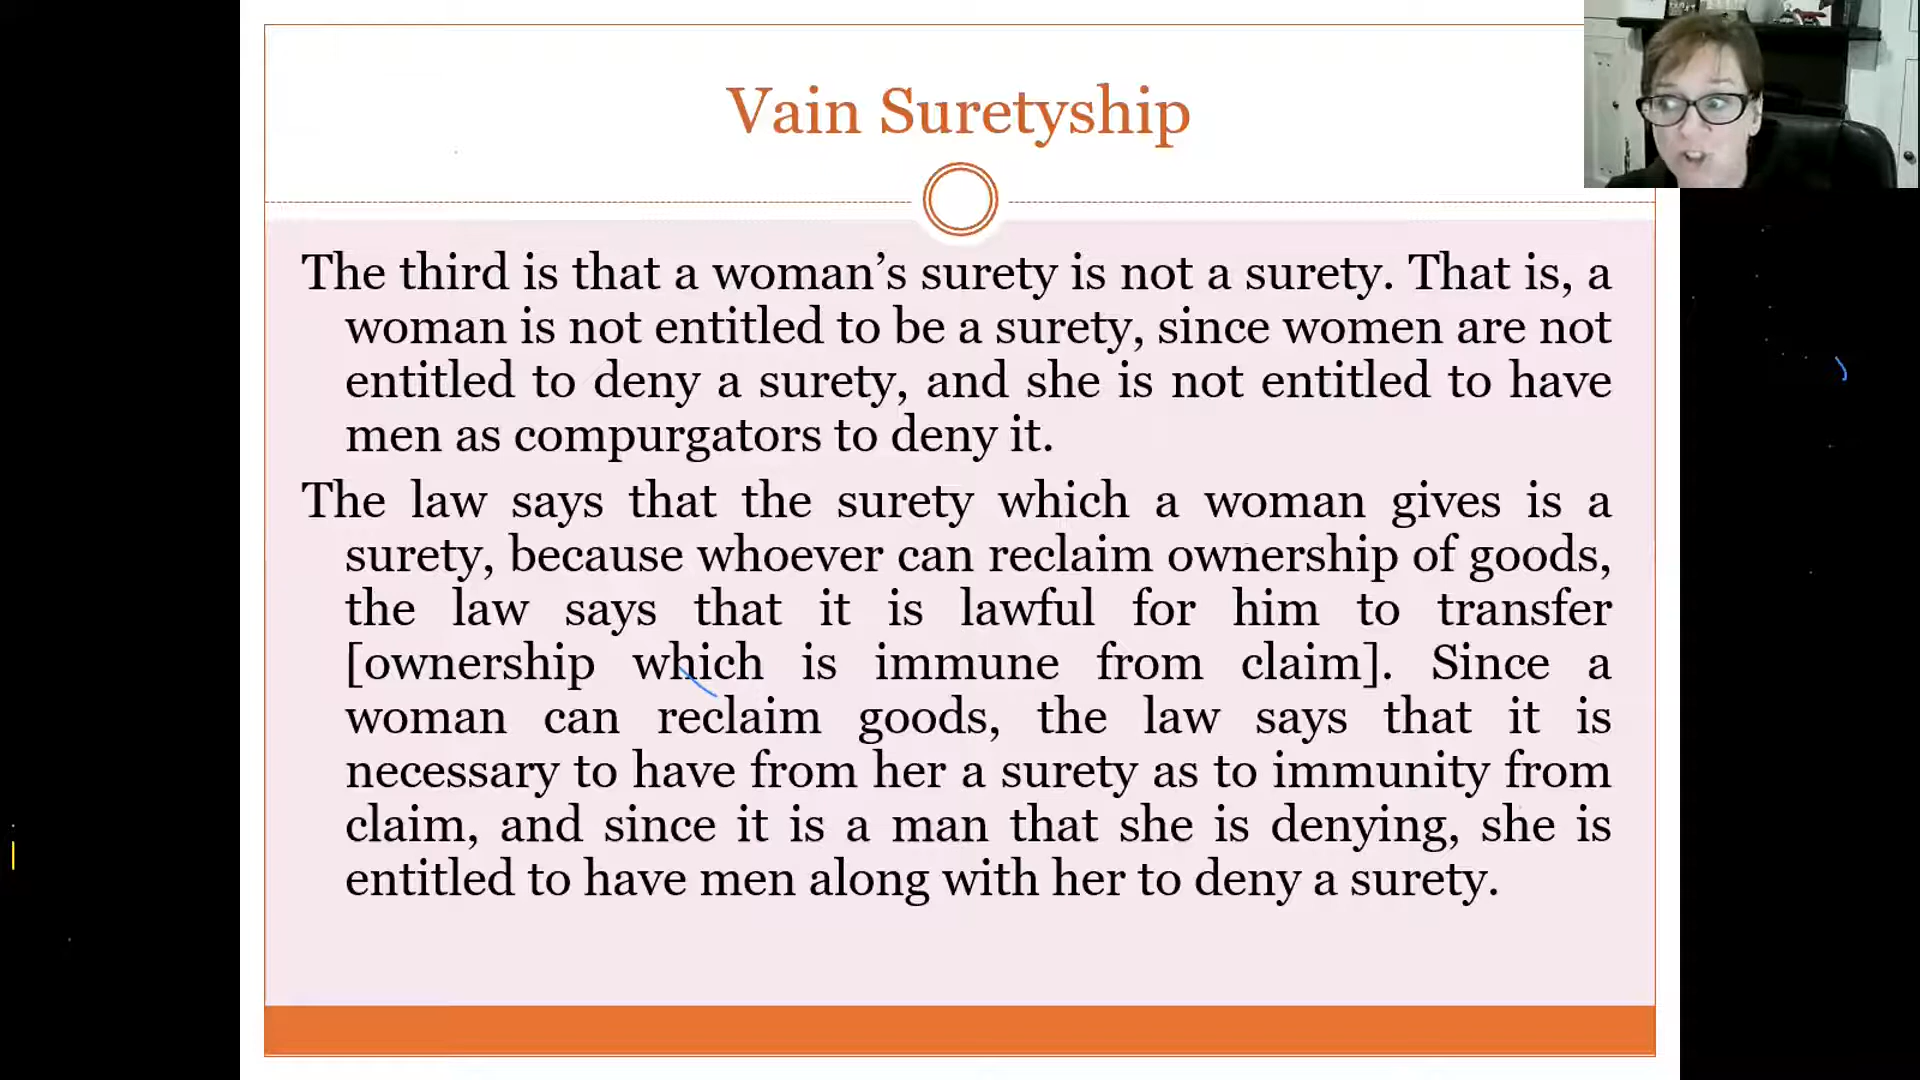 Vain Suretyship
The third is that a woman’s surety is not a surety. That is, a
woman is not entitled to be a surety, since women are not
entitled to deny a surety, and she is not entitled to have
men as compurgators to deny it.
The law says that the surety which a woman gives is a
surety, because whoever can reclaim ownership of goods,
the law says that it is lawful for him to transfer
[ownership which is immune from claim]. Since a
woman can reclaim goods, the law says that it is
necessary to have from her a surety as to immunity from
claim, and since it is a man that she is denying, she is
entitled to have men along with her to deny a surety.